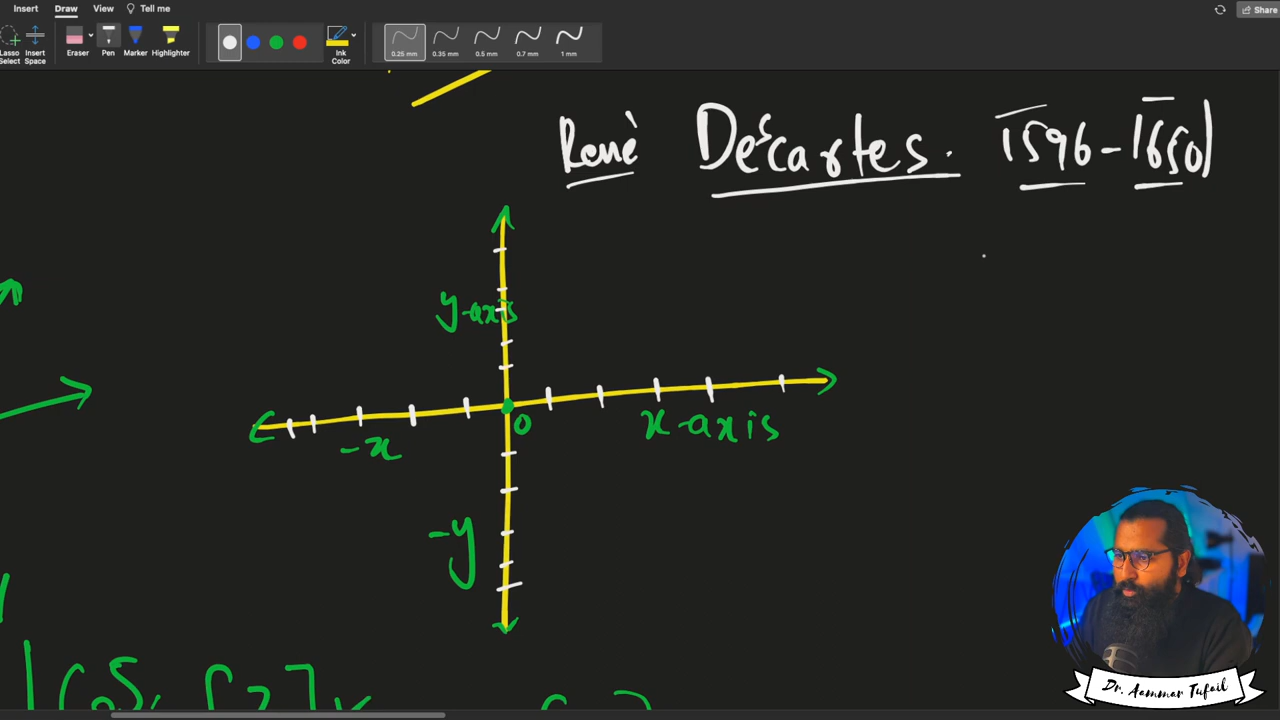 Insert Draw View Tell me
Share
Lasso Select
Insert Space
Eraser
Pen
Marker
Highlighter
Ink Color
0.25 mm
0.35 mm
0.5 mm
0.7 mm
1 mm
Renè Descartes. 1596-1650)
y-axis
0
x-axis
-x
-y
Dr. Aammar Tufail